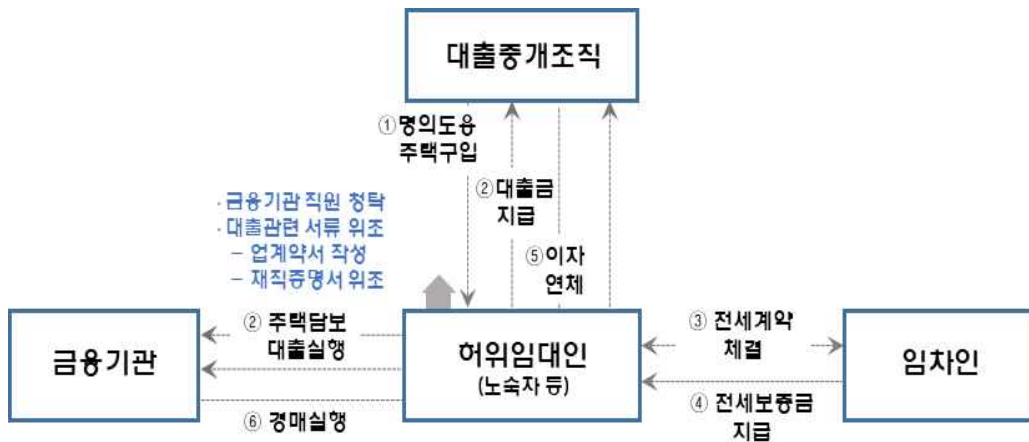 대출중개조직
①명의도용
주택구입
②대출금
지급
· 금융기관 직원 청탁
· 대출관련 서류 위조
– 업계약서 작성
– 재직증명서 위조
⑤이자
연체
금융기관
② 주택담보
대출실행
⑥ 경매실행
허위임대인
(노숙자 등)
③ 전세계약
체결
④ 전세보증금
지급
임차인